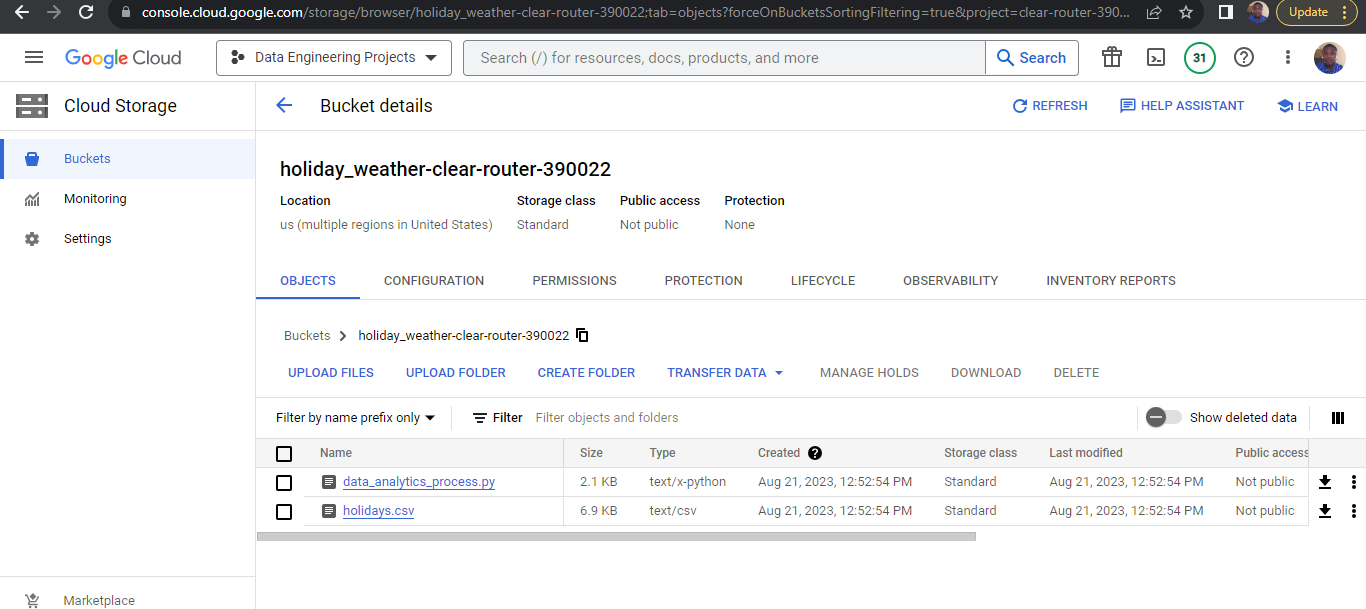 console.cloud.google.com/storage/browser/holiday_weather-clear-router-390022;tab=objects?forceOnBucketsSortingFiltering=true&project=clear-router-390...
Update
Google Cloud
Data Engineering Projects
Search (/) for resources, docs, products, and more
Search
31
Cloud Storage
Bucket details
REFRESH
HELP ASSISTANT
LEARN
Buckets
Monitoring
Settings
Marketplace
holiday_weather-clear-router-390022
Location Storage class Public access Protection
us (multiple regions in United States) Standard Not public None
OBJECTS CONFIGURATION PERMISSIONS PROTECTION LIFECYCLE OBSERVABILITY INVENTORY REPORTS
Buckets holiday_weather-clear-router-390022
UPLOAD FILES UPLOAD FOLDER CREATE FOLDER TRANSFER DATA MANAGE HOLDS DOWNLOAD DELETE
Filter by name prefix only Filter Filter objects and folders Show deleted data
Name Size Type Created Storage class Last modified Public access
data_analytics_process.py 2.1 KB text/x-python Aug 21, 2023, 12:52:54 PM Standard Aug 21, 2023, 12:52:54 PM Not public
holidays.csv 6.9 KB text/csv Aug 21, 2023, 12:52:54 PM Standard Aug 21, 2023, 12:52:54 PM Not public